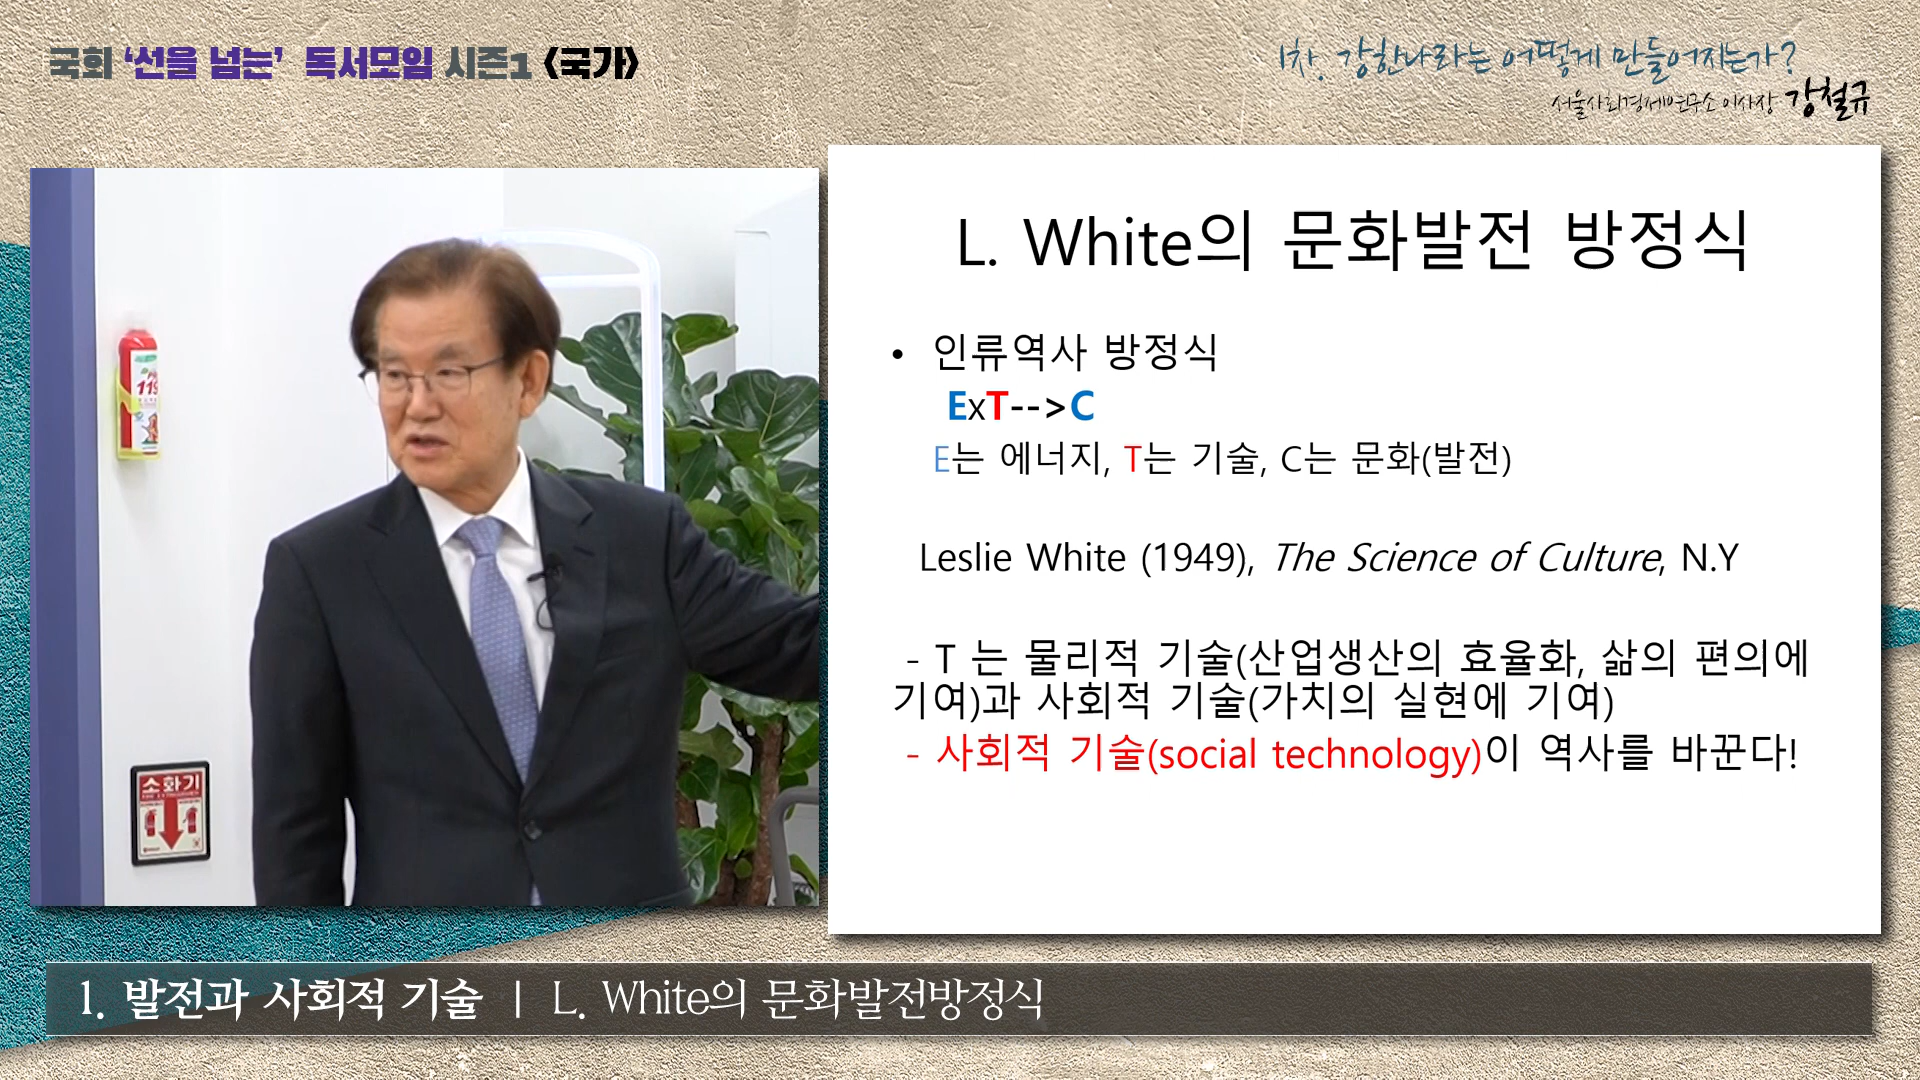 국회 ‘선을 넘는’ 독서모임 시즌1 <국가>
1차. 강한나라는 어떻게 만들어지는가?
서울사회경제연구소 이사장 강철규
119
소화기
L. White의 문화발전 방정식
• 인류역사 방정식
ExT-->C
E는 에너지, T는 기술, C는 문화(발전)
Leslie White (1949), The Science of Culture, N.Y
- T 는 물리적 기술(산업생산의 효율화, 삶의 편의에
기여)과 사회적 기술(가치의 실현에 기여)
- 사회적 기술(social technology)이 역사를 바꾼다!
1. 발전과 사회적 기술 | L. White의 문화발전방정식